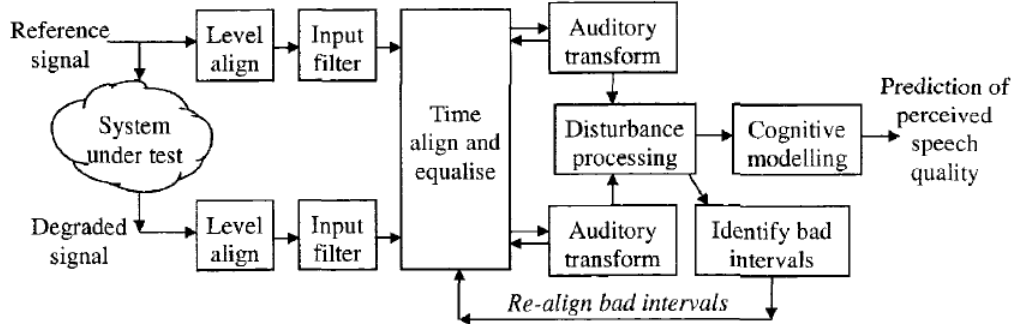 Reference
signal
Level
align
Input
filter
Time
align and
equalise
Auditory
transform
System
under test
Disturbance
processing
Cognitive
modelling
Prediction of
perceived
speech
quality
Degraded
signal
Level
align
Input
filter
Auditory
transform
Identify bad
intervals
Re-align bad intervals